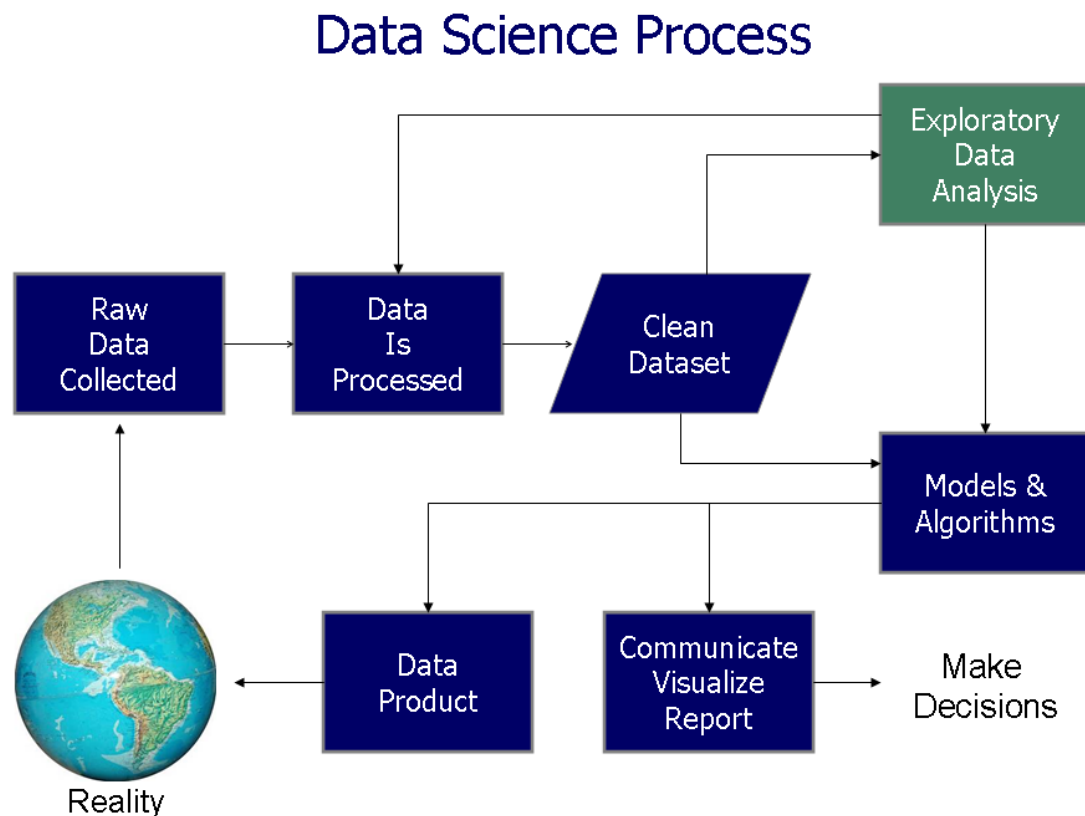 Data Science Process
Exploratory
Data
Analysis
Raw
Data
Collected
Data
Is
Processed
Clean
Dataset
Models &
Algorithms
Data
Product
Communicate
Visualize
Report
Make
Decisions
Reality